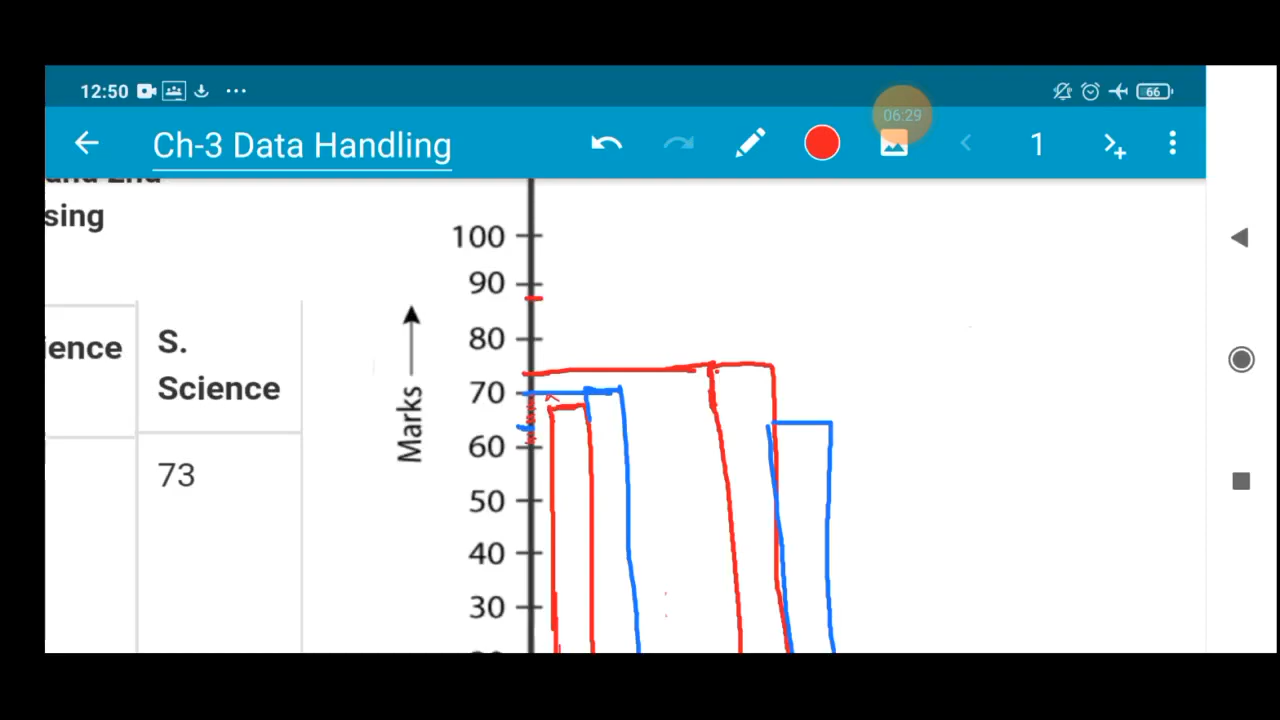 12:50
66
06:29
Ch-3 Data Handling
1
sing
ience
S.
Science
73
Marks
100
90
80
70
60
50
40
30